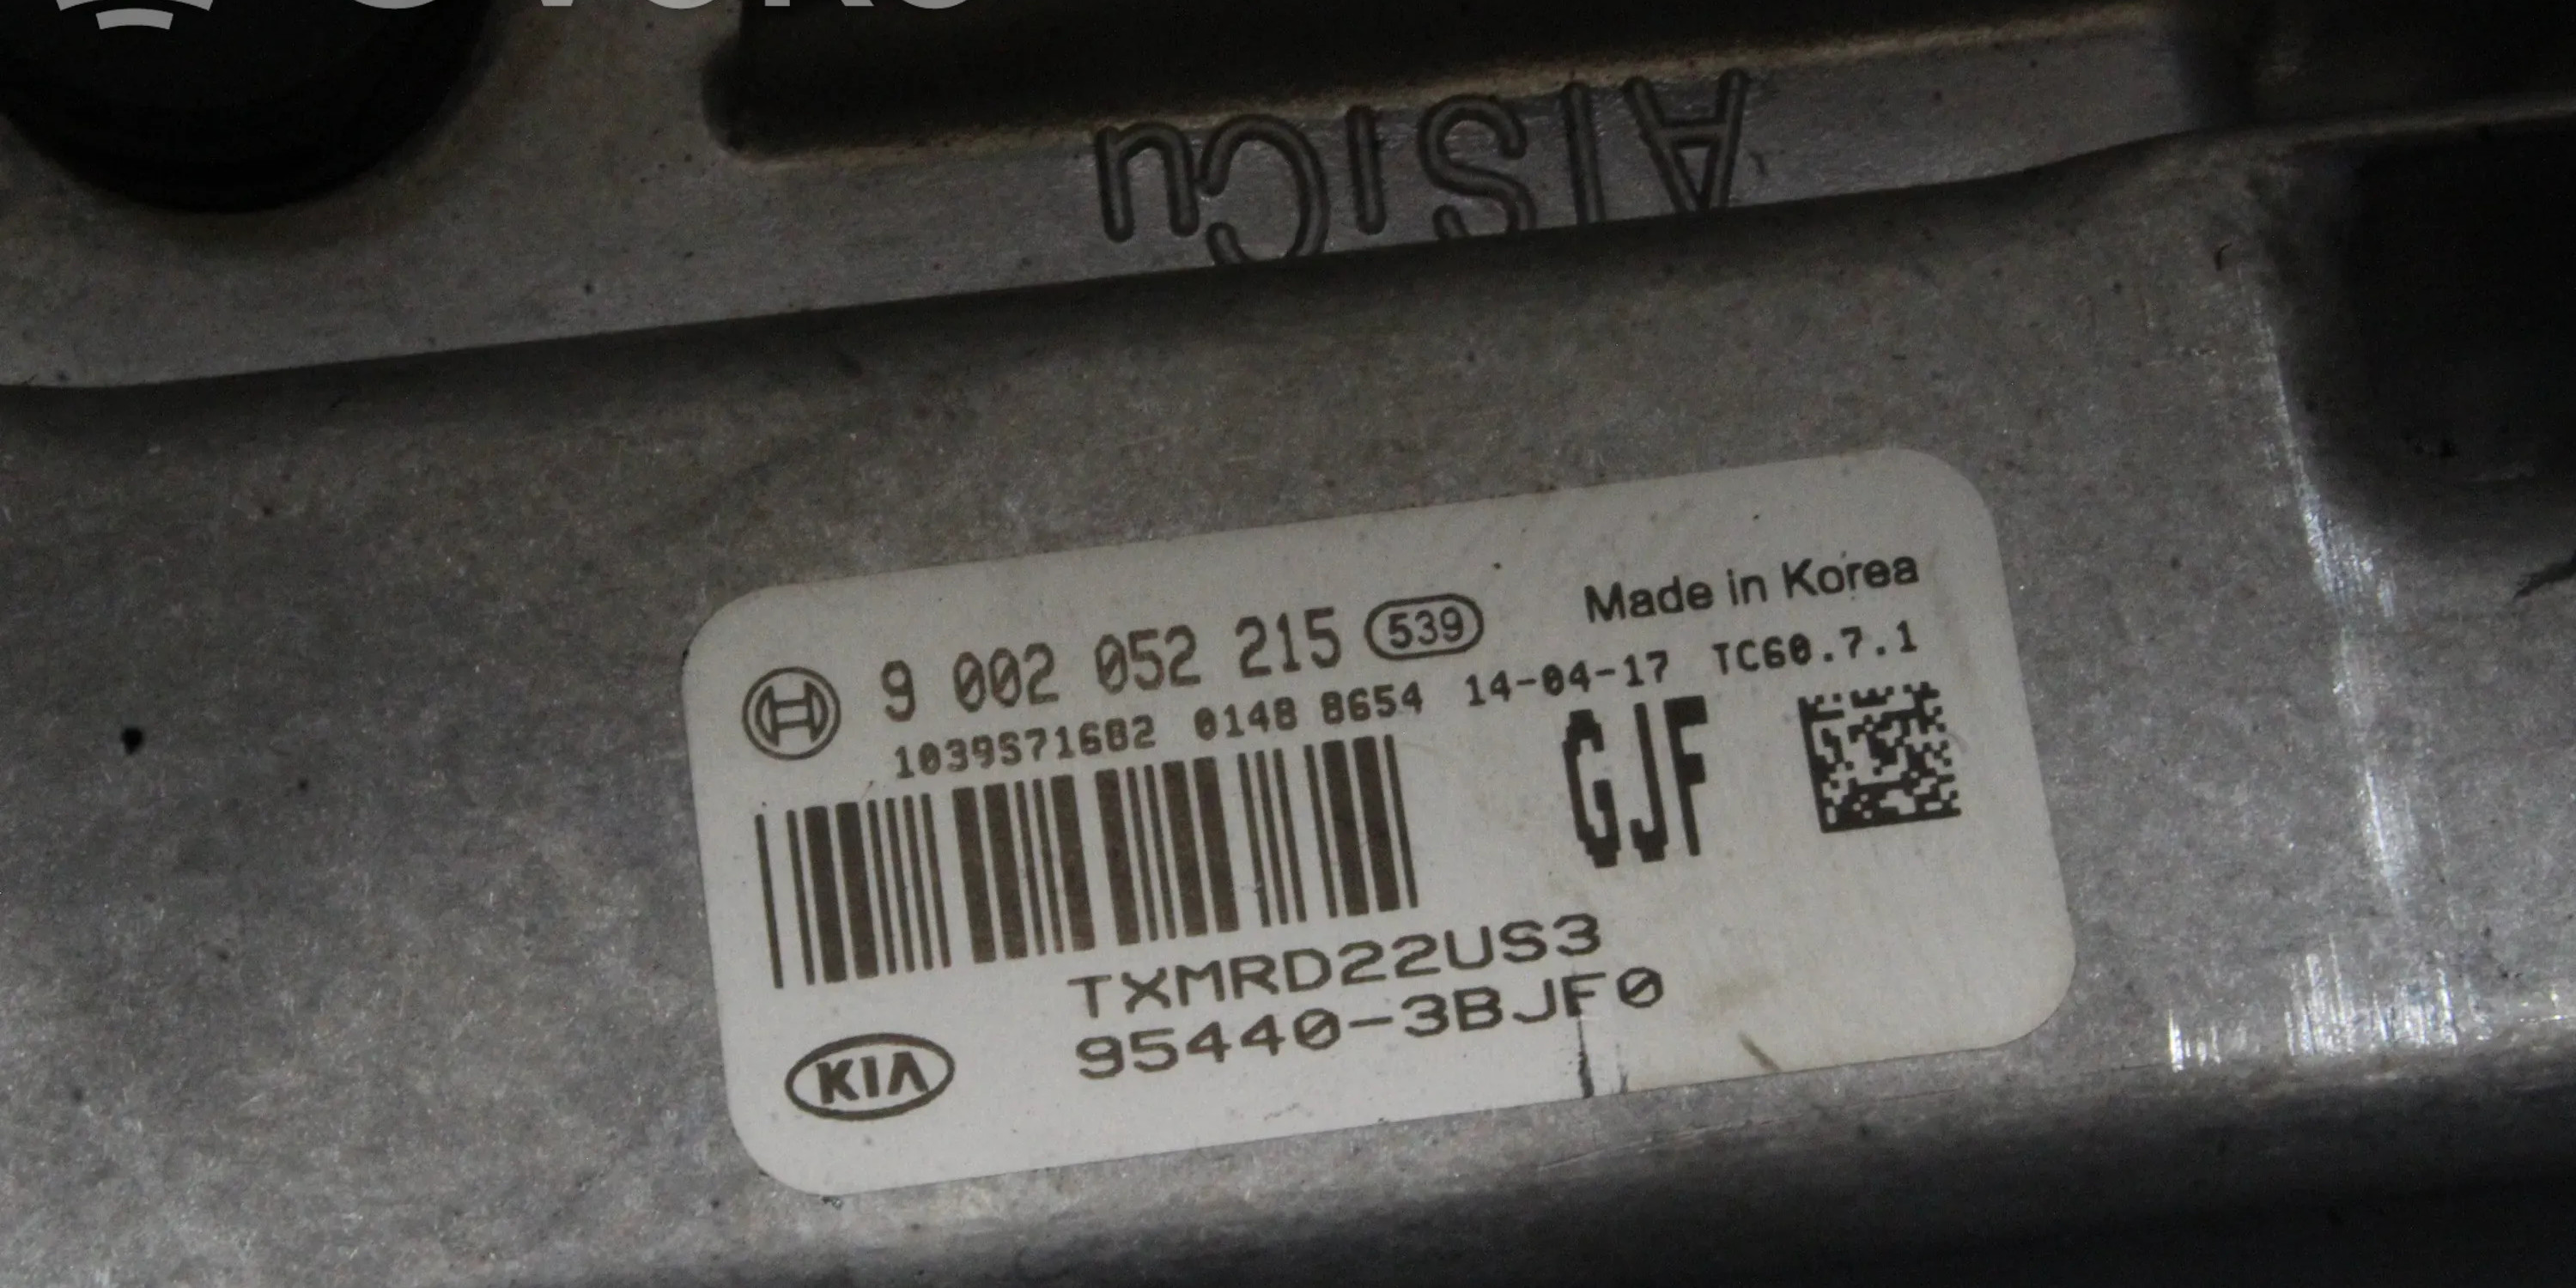 AlSiCu
9 002 052 215 539
Made in Korea
1039S71682 0148 8654 14-04-17 TC60.7.1
GJF
TXMRD22US3
95440-3BJF0
KIA